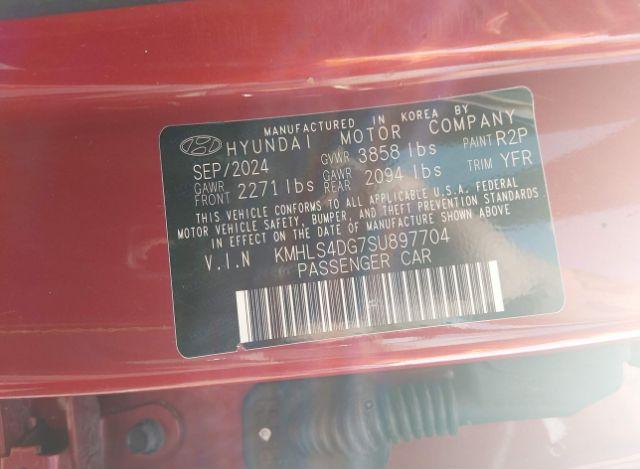 MANUFACTURED IN KOREA BY
HYUNDAI MOTOR COMPANY
SEP/2024 GVWR 3858 lbs PAINT R2P
GAWR FRONT 2271 lbs GAWR REAR 2094 lbs TRIM YFR
THIS VEHICLE CONFORMS TO ALL APPLICABLE U.S.A. FEDERAL
MOTOR VEHICLE SAFETY, BUMPER, AND THEFT PREVENTION STANDARDS
IN EFFECT ON THE DATE OF MANUFACTURE SHOWN ABOVE
V.I.N KMHLS4DG7SU897704
PASSENGER CAR